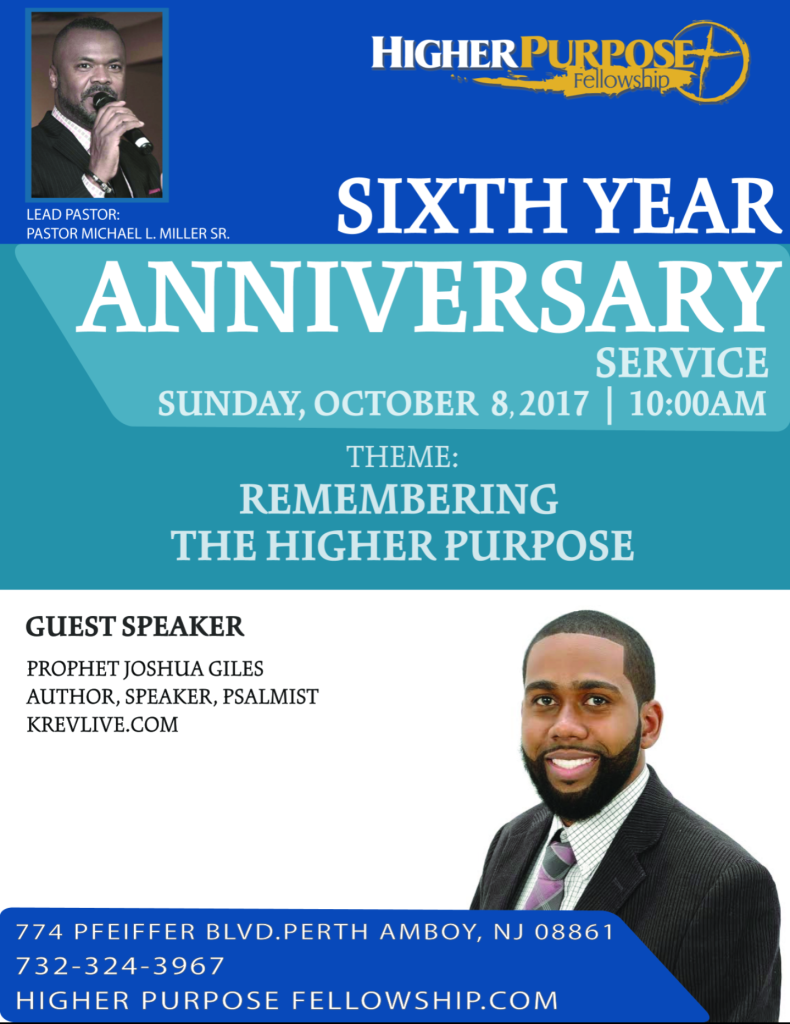 HIGHER PURPOSE
Fellowship
LEAD PASTOR:
PASTOR MICHAEL L. MILLER SR.
SIXTH YEAR
ANNIVERSARY
SERVICE
SUNDAY, OCTOBER 8, 2017 | 10:00AM
THEME:
REMEMBERING
THE HIGHER PURPOSE
GUEST SPEAKER
PROPHET JOSHUA GILES
AUTHOR, SPEAKER, PSALMIST
KREVLIVE.COM
774 PFEIFFER BLVD.PERTH AMBOY, NJ 08861
732-324-3967
HIGHER PURPOSE FELLOWSHIP.COM